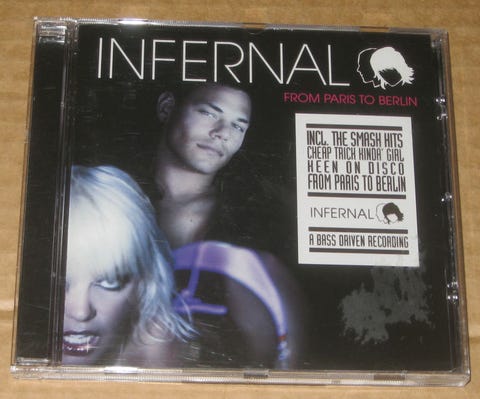 INFERNAL
FROM PARIS TO BERLIN
INCL. THE SMASH HITS
CHEAP TRICK KINDA' GIRL
KEEN ON DISCO
FROM PARIS TO BERLIN
INFERNAL
A BASS DRIVEN RECORDING